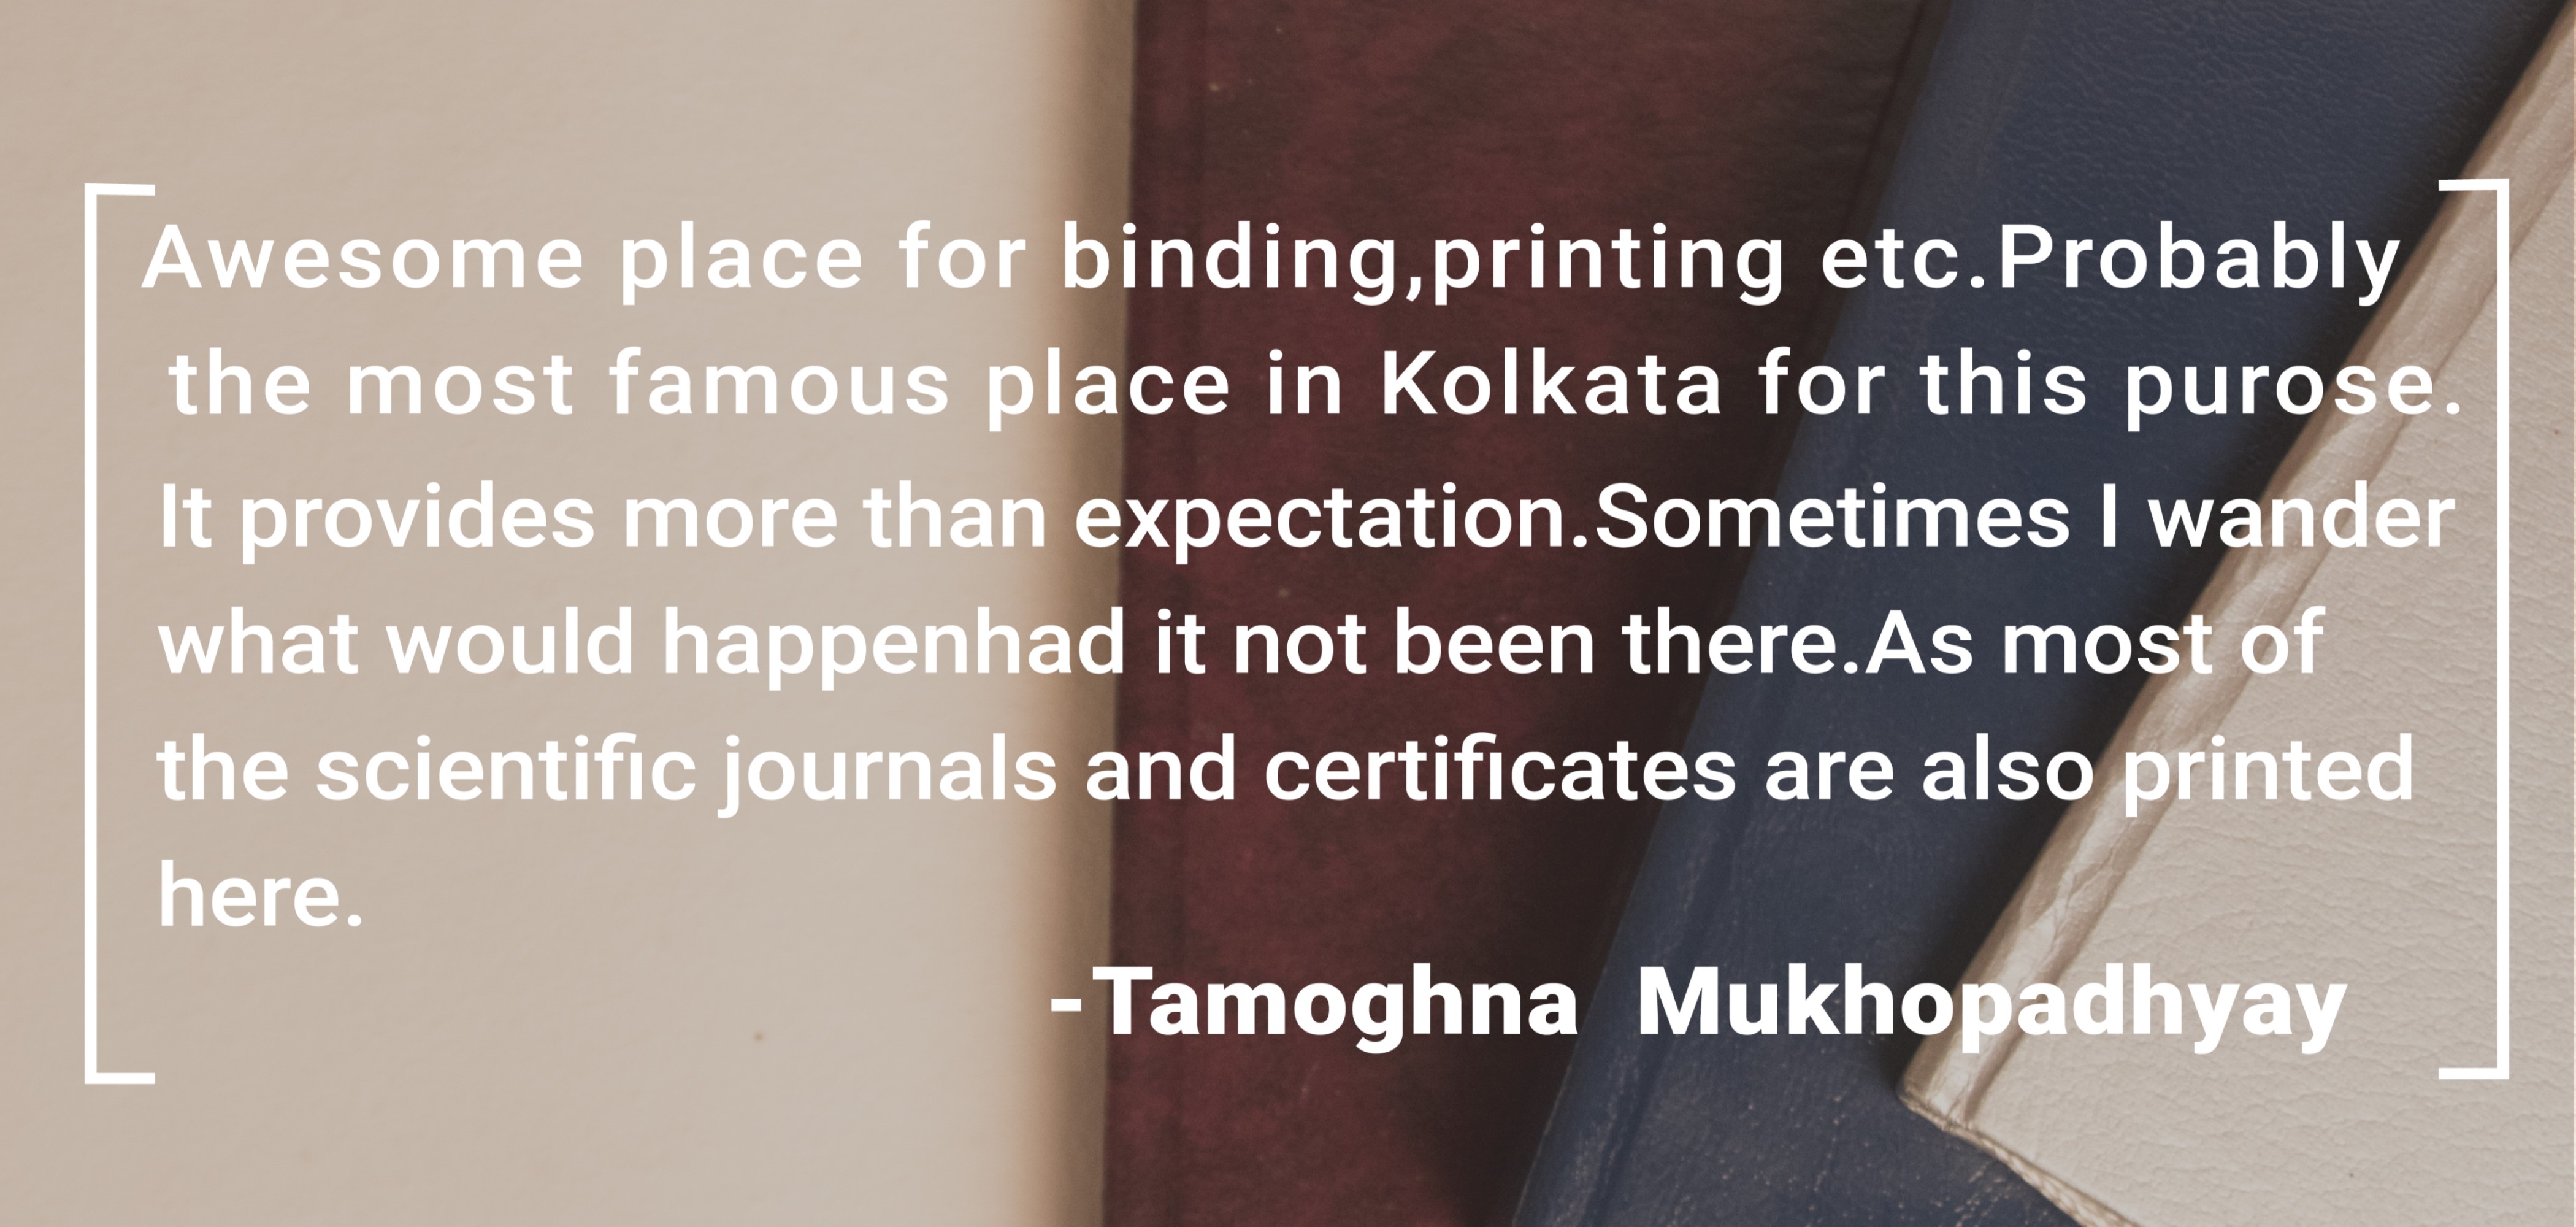 Awesome place for binding,printing etc.Probably
the most famous place in Kolkata for this purose.
It provides more than expectation.Sometimes I wander
what would happenhad it not been there.As most of
the scientific journals and certificates are also printed
here.
-Tamoghna Mukhopadhyay